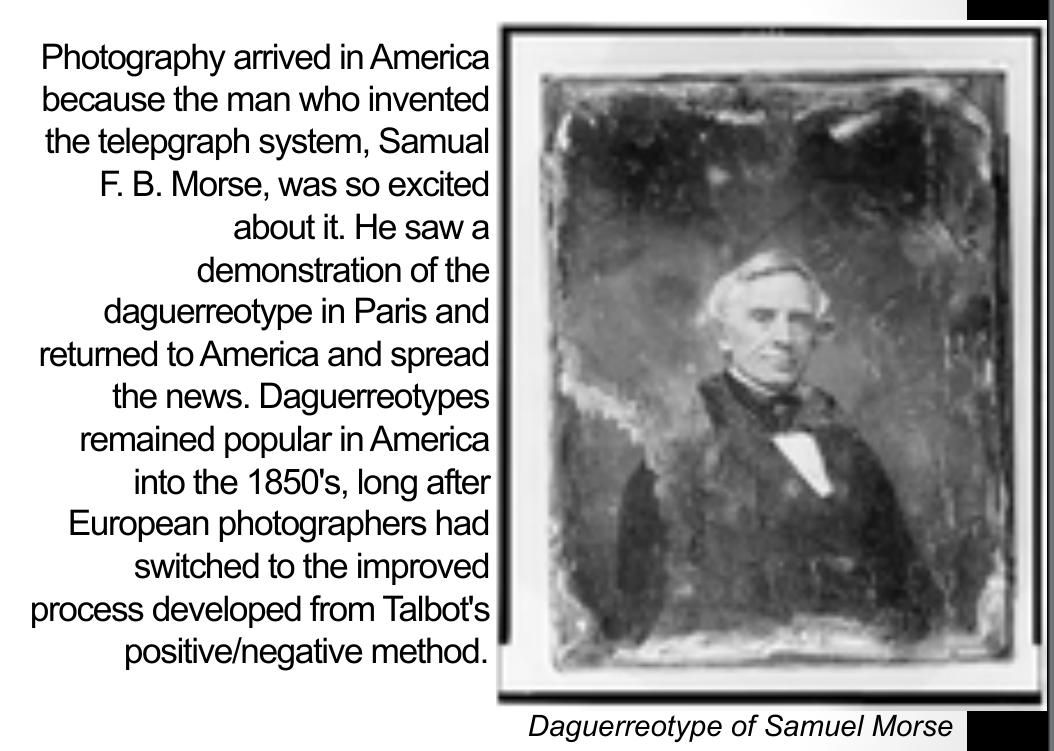 Photography arrived in America
because the man who invented
the telepgraph system, Samual
F. B. Morse, was so excited
about it. He saw a
demonstration of the
daguerreotype in Paris and
returned to America and spread
the news. Daguerreotypes
remained popular in America
into the 1850's, long after
European photographers had
switched to the improved
process developed from Talbot's
positive/negative method.
Daguerreotype of Samuel Morse